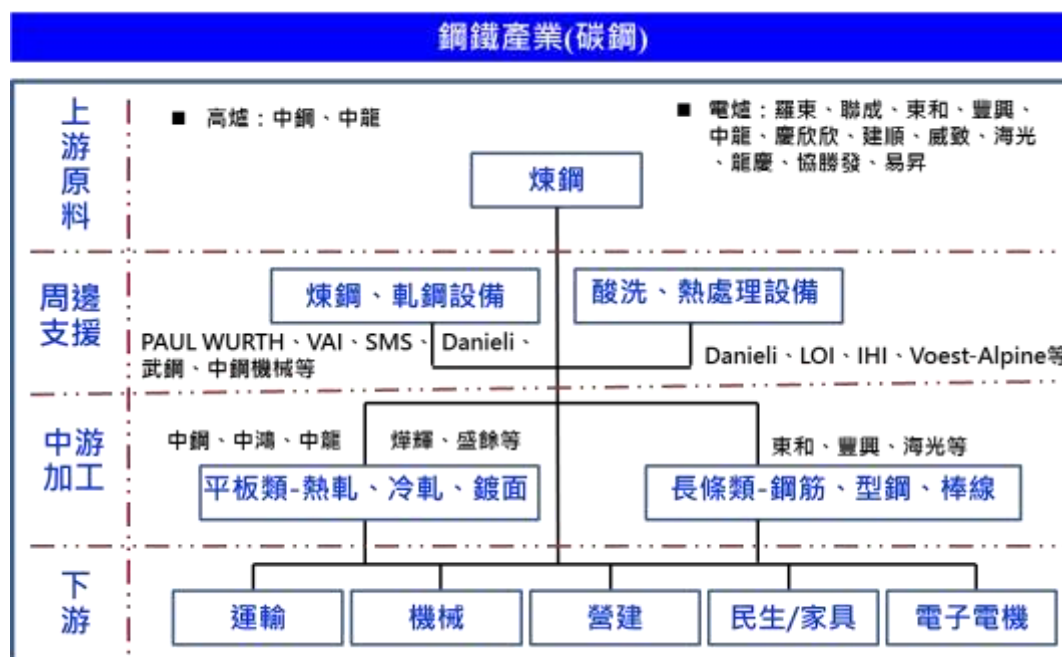 鋼鐵產業(碳鋼)
上游原料
■ 高爐：中鋼、中龍
■ 電爐：羅東、聯成、東和、豐興、
中龍、慶欣欣、建順、威致、海光
、龍慶、協勝發、易昇
煉鋼
周邊
支援
煉鋼、軋鋼設備
酸洗、熱處理設備
PAUL WURTH、VAI、SMS、Danieli、
武鋼、中鋼機械等
Danieli、LOI、IHI、Voest-Alpine等
中游
加工
中鋼、中鴻、中龍
燁輝、盛餘等
東和、豐興、海光等
平板類-熱軋、冷軋、鍍面
長條類-鋼筋、型鋼、棒線
下游
運輸
機械
營建
民生/家具
電子電機